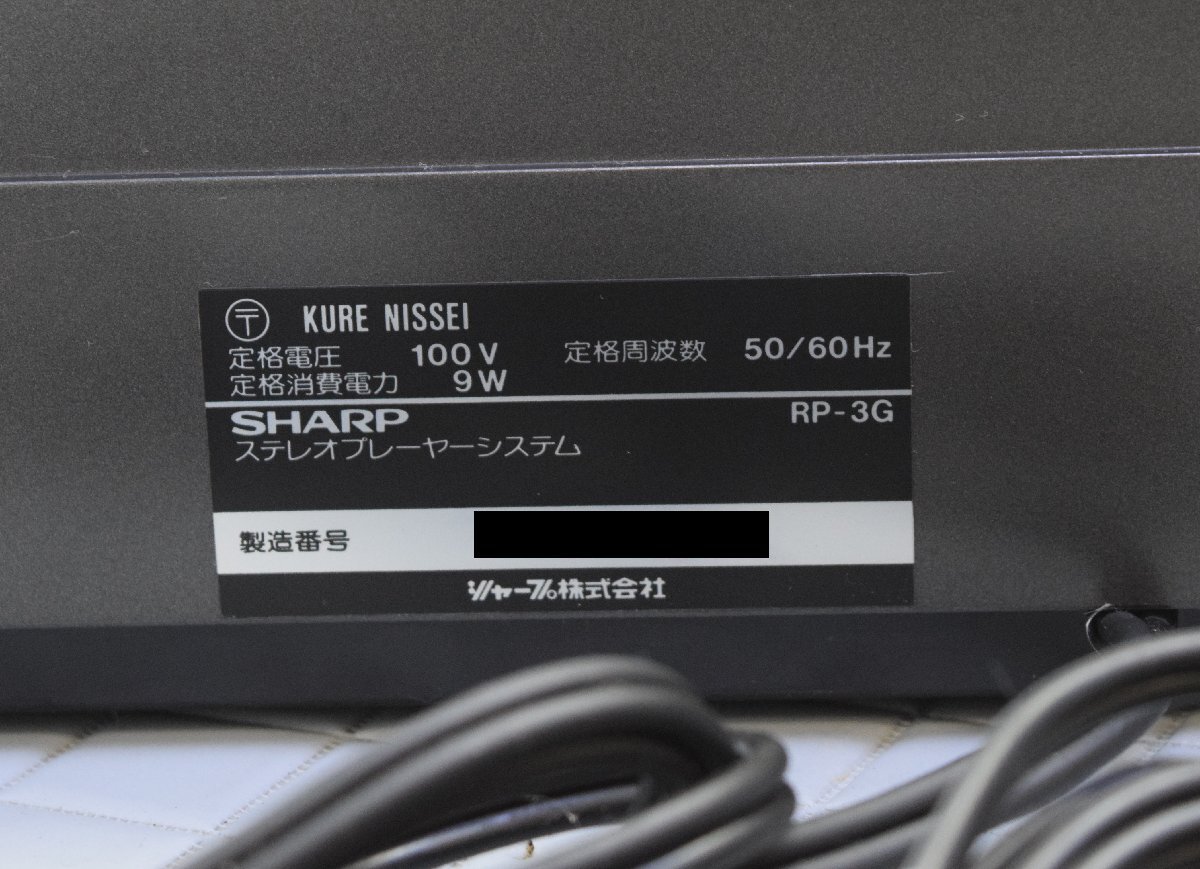 〒 KURE NISSEI
定格電圧 100V 定格周波数 50/60Hz
定格消費電力 9W
SHARP RP-3G
ステレオプレーヤーシステム
製造番号
シャープ株式会社